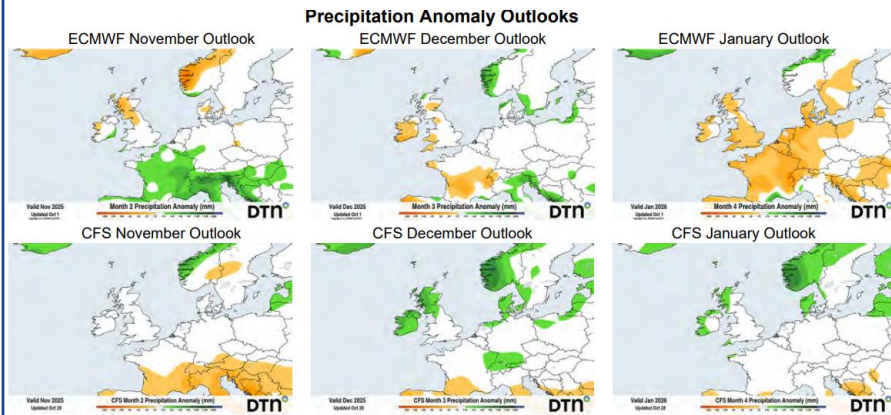 Precipitation Anomaly Outlooks
ECMWF November Outlook
ECMWF December Outlook
ECMWF January Outlook
Valid Nov 2025
Updated Oct 1
Month 2 Precipitation Anomaly (mm)
DTN
Valid Dec 2025
Updated Oct 1
Month 3 Precipitation Anomaly (mm)
DTN
Valid Jan 2026
Updated Oct 1
Month 4 Precipitation Anomaly (mm)
DTN
CFS November Outlook
CFS December Outlook
CFS January Outlook
Valid Nov 2025
Updated Oct 28
CFS Month 2 Precipitation Anomaly (mm)
DTN
Valid Dec 2025
Updated Oct 28
CFS Month 3 Precipitation Anomaly (mm)
DTN
Valid Jan 2026
Updated Oct 28
CFS Month 4 Precipitation Anomaly (mm)
DTN